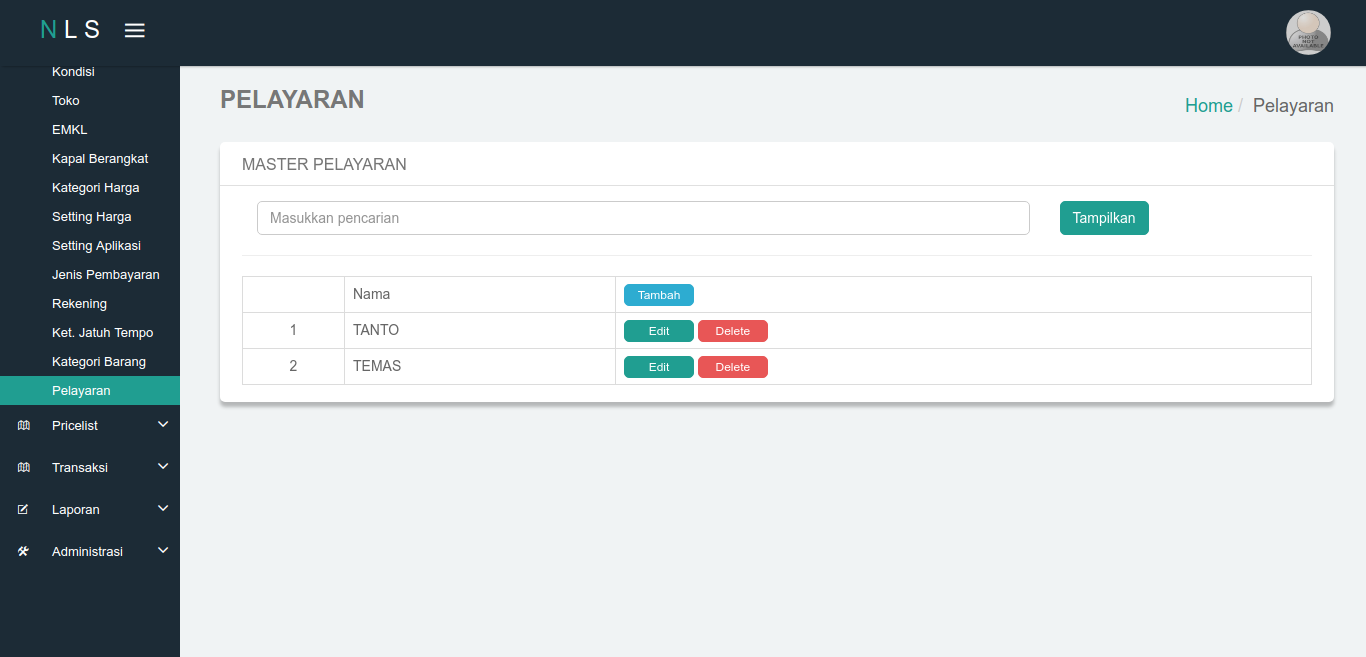 NLS
PHOTO
NOT
AVAILABLE
Kondisi
Toko
EMKL
Kapal Berangkat
Kategori Harga
Setting Harga
Setting Aplikasi
Jenis Pembayaran
Rekening
Ket. Jatuh Tempo
Kategori Barang
Pelayaran
Pricelist
Transaksi
Laporan
Administrasi
PELAYARAN
Home / Pelayaran
MASTER PELAYARAN
Masukkan pencarian Tampilkan
Nama Tambah
1 TANTO Edit Delete
2 TEMAS Edit Delete